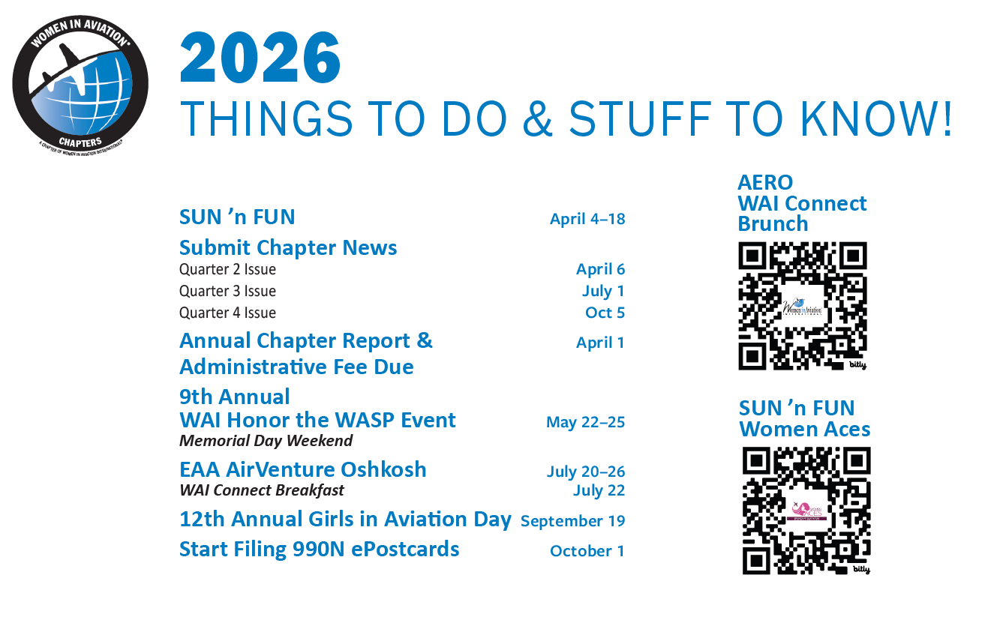 WOMEN IN AVIATION®
CHAPTERS
A CHAPTER OF WOMEN IN AVIATION INTERNATIONAL®
2026
THINGS TO DO & STUFF TO KNOW!
SUN ’n FUN April 4–18
Submit Chapter News
Quarter 2 Issue April 6
Quarter 3 Issue July 1
Quarter 4 Issue Oct 5
Annual Chapter Report & April 1
Administrative Fee Due
9th Annual
WAI Honor the WASP Event May 22–25
Memorial Day Weekend
EAA AirVenture Oshkosh July 20–26
WAI Connect Breakfast July 22
12th Annual Girls in Aviation Day September 19
Start Filing 990N ePostcards October 1
AERO
WAI Connect
Brunch
Women in Aviation
INTERNATIONAL
bitly
SUN ’n FUN
Women Aces
WOMEN
ACES
bitly